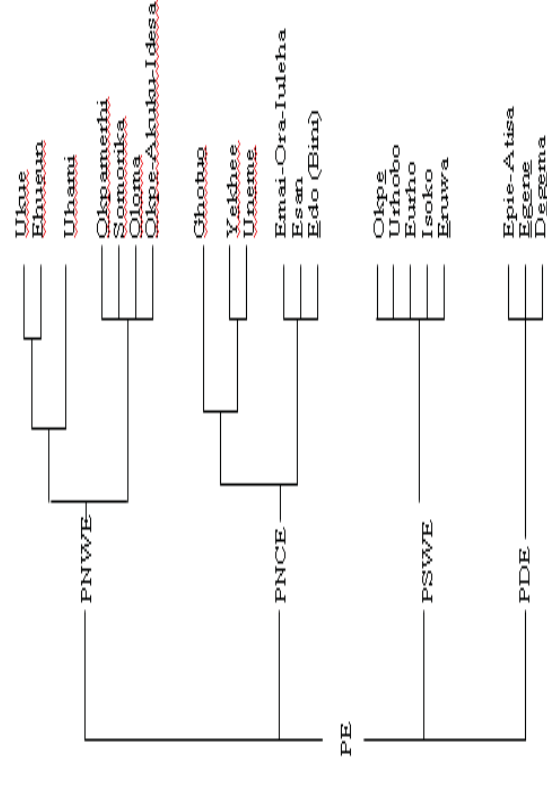 Ukue
Ehueun
Uhami
Okpamerhi
Somorika
Oloma
Okpe-Akuku-Idesa
Ghotuo
Yekhee
Uneme
Emai-Ora-Iuleha
Esan
Edo (Bini)
Okpe
Urhobo
Eurho
Isoko
Eruwa
Epie-Atisa
Egene
Deggema
PNWE
PNCE
PSWE
PDE
PE